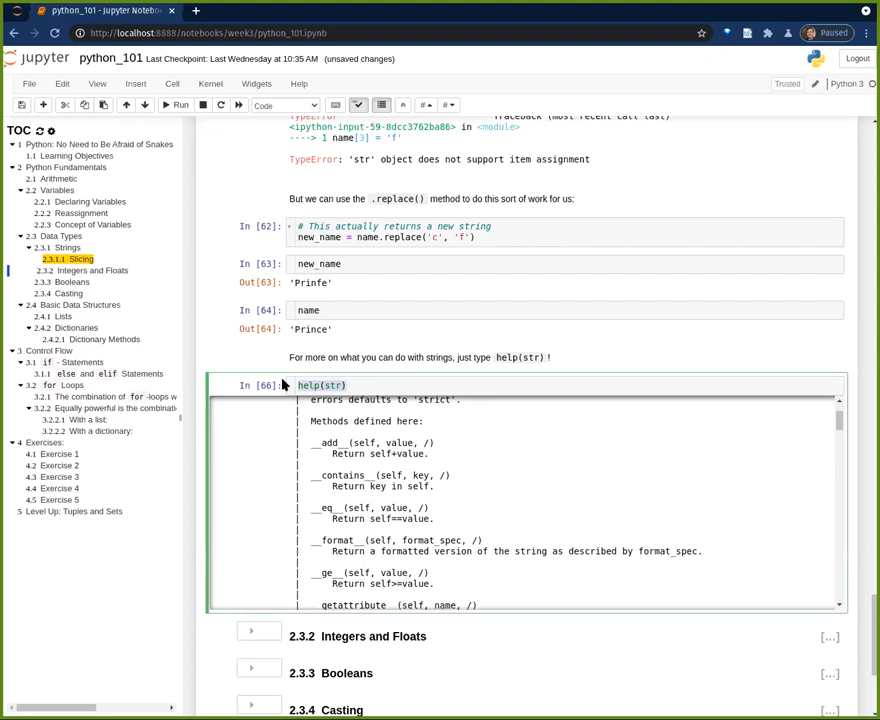 python_101 - Jupyter Notebo
http://localhost:8888/notebooks/week3/python_101.ipynb
Paused
jupyter python_101 Last Checkpoint: Last Wednesday at 10:35 AM (unsaved changes)
Logout
File Edit View Insert Cell Kernel Widgets Help
Trusted
Python 3
Run
Code
TOC
1 Python: No Need to Be Afraid of Snakes
1.1 Learning Objectives
2 Python Fundamentals
2.1 Arithmetic
2.2 Variables
2.2.1 Declaring Variables
2.2.2 Reassignment
2.2.3 Concept of Variables
2.3 Data Types
2.3.1 Strings
2.3.1.1 Slicing
2.3.2 Integers and Floats
2.3.3 Booleans
2.3.4 Casting
2.4 Basic Data Structures
2.4.1 Lists
2.4.2 Dictionaries
2.4.2.1 Dictionary Methods
3 Control Flow
3.1 if - Statements
3.1.1 else and elif Statements
3.2 for Loops
3.2.1 The combination of for -loops w
3.2.2 Equally powerful is the combinati
3.2.2.1 With a list:
3.2.2.2 With a dictionary:
4 Exercises:
4.1 Exercise 1
4.2 Exercise 2
4.3 Exercise 3
4.4 Exercise 4
4.5 Exercise 5
5 Level Up: Tuples and Sets
TypeError Traceback (most recent call last)
<ipython-input-59-8dcc3762ba86> in <module>
----> 1 name[3] = 'f'
TypeError: 'str' object does not support item assignment
But we can use the .replace() method to do this sort of work for us:
In [62]: # This actually returns a new string
new_name = name.replace('c', 'f')
In [63]: new_name
Out[63]: 'Prinfe'
In [64]: name
Out[64]: 'Prince'
For more on what you can do with strings, just type help(str) !
In [66]: help(str)
| errors defaults to 'strict'.
|
| Methods defined here:
|
| __add__(self, value, /)
| Return self+value.
|
| __contains__(self, key, /)
| Return key in self.
|
| __eq__(self, value, /)
| Return self==value.
|
| __format__(self, format_spec, /)
| Return a formatted version of the string as described by format_spec.
|
| __ge__(self, value, /)
| Return self>=value.
|
| __getattribute__(self, name, /)
2.3.2 Integers and Floats
[...]
2.3.3 Booleans
[...]
2.3.4 Casting
[...]